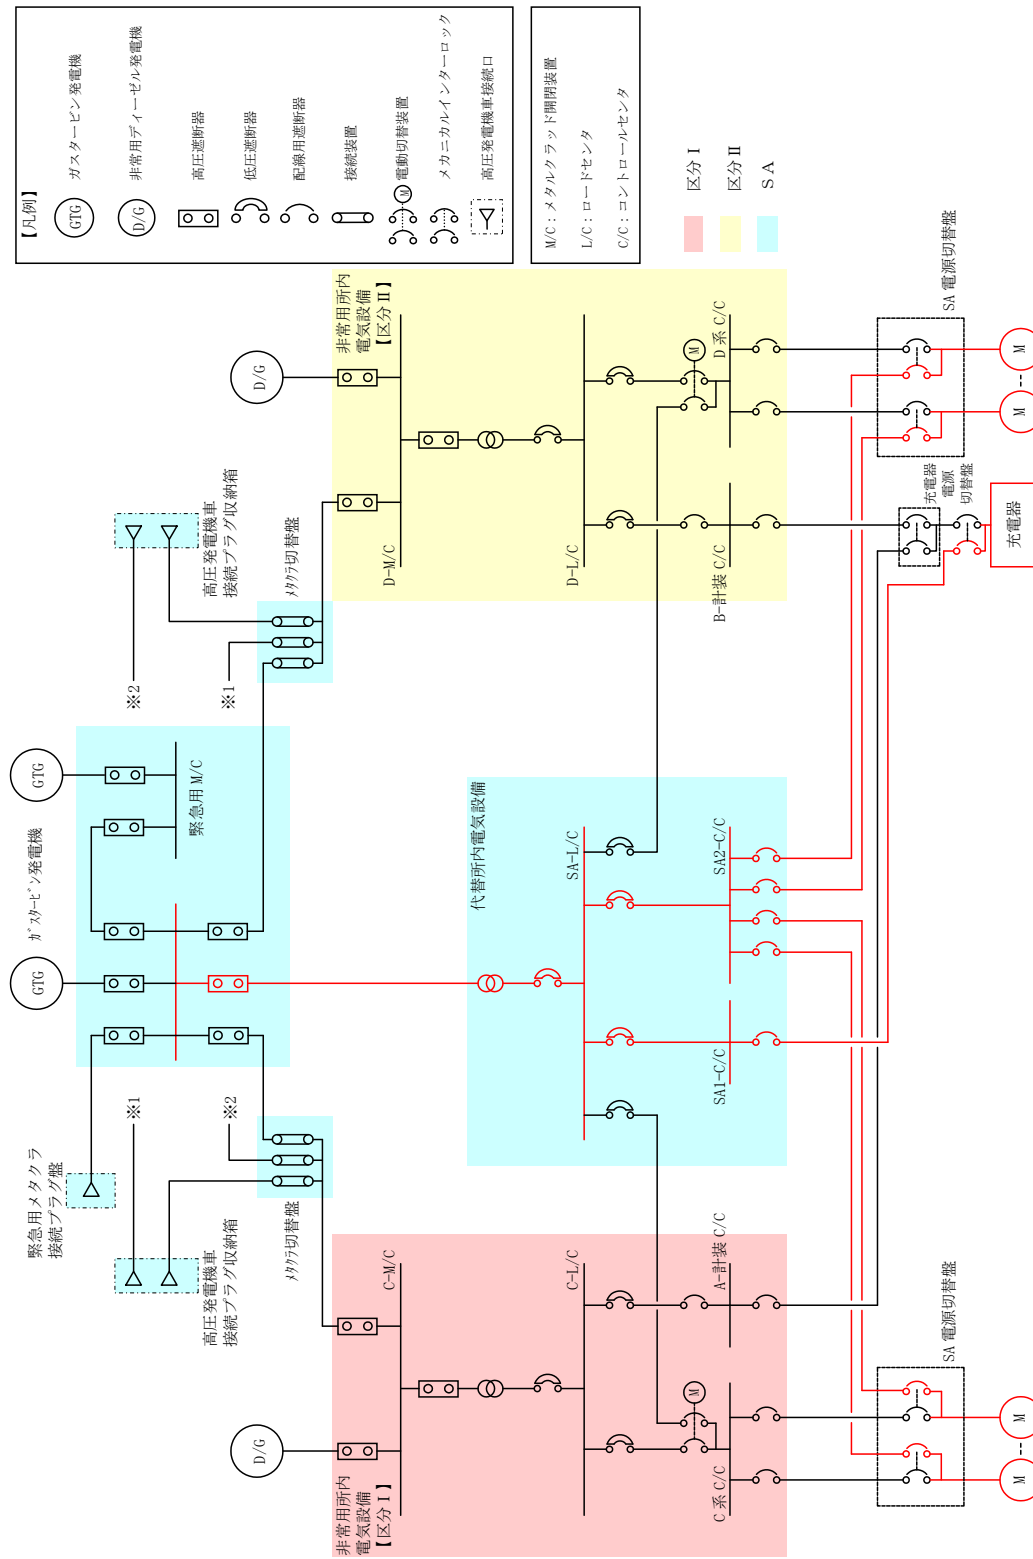 【凡例】
GTG
ガスタービン発電機
D/G
非常用ディーゼル発電機
高圧遮断器
低圧遮断器
配線用遮断器
接続装置
M
電動切替装置
メカニカルインターロック
高圧発電機車接続口
M/C：メタルクラッド開閉装置
L/C：ロードセンタ
C/C：コントロールセンタ
区分Ⅰ
区分Ⅱ
SA
緊急用メタクラ
接続プラグ盤
GTG
ｶﾞｽﾀｰﾋﾞﾝ発電機
GTG
緊急用 M/C
※1
※2
高圧発電機車
接続プラグ収納箱
ﾒﾀｸﾗ切替盤
※2
※1
高圧発電機車
接続プラグ収納箱
ﾒﾀｸﾗ切替盤
D/G
非常用所内
電気設備
【区分Ⅰ】
C-M/C
C-L/C
M
C 系 C/C
A-計装 C/C
代替所内電気設備
SA-L/C
SA1-C/C
SA2-C/C
D/G
非常用所内
電気設備
【区分Ⅱ】
D-M/C
D-L/C
M
B-計装 C/C
D 系 C/C
SA 電源切替盤
M
M
充電器
電源
切替盤
充電器
SA 電源切替盤
M
M